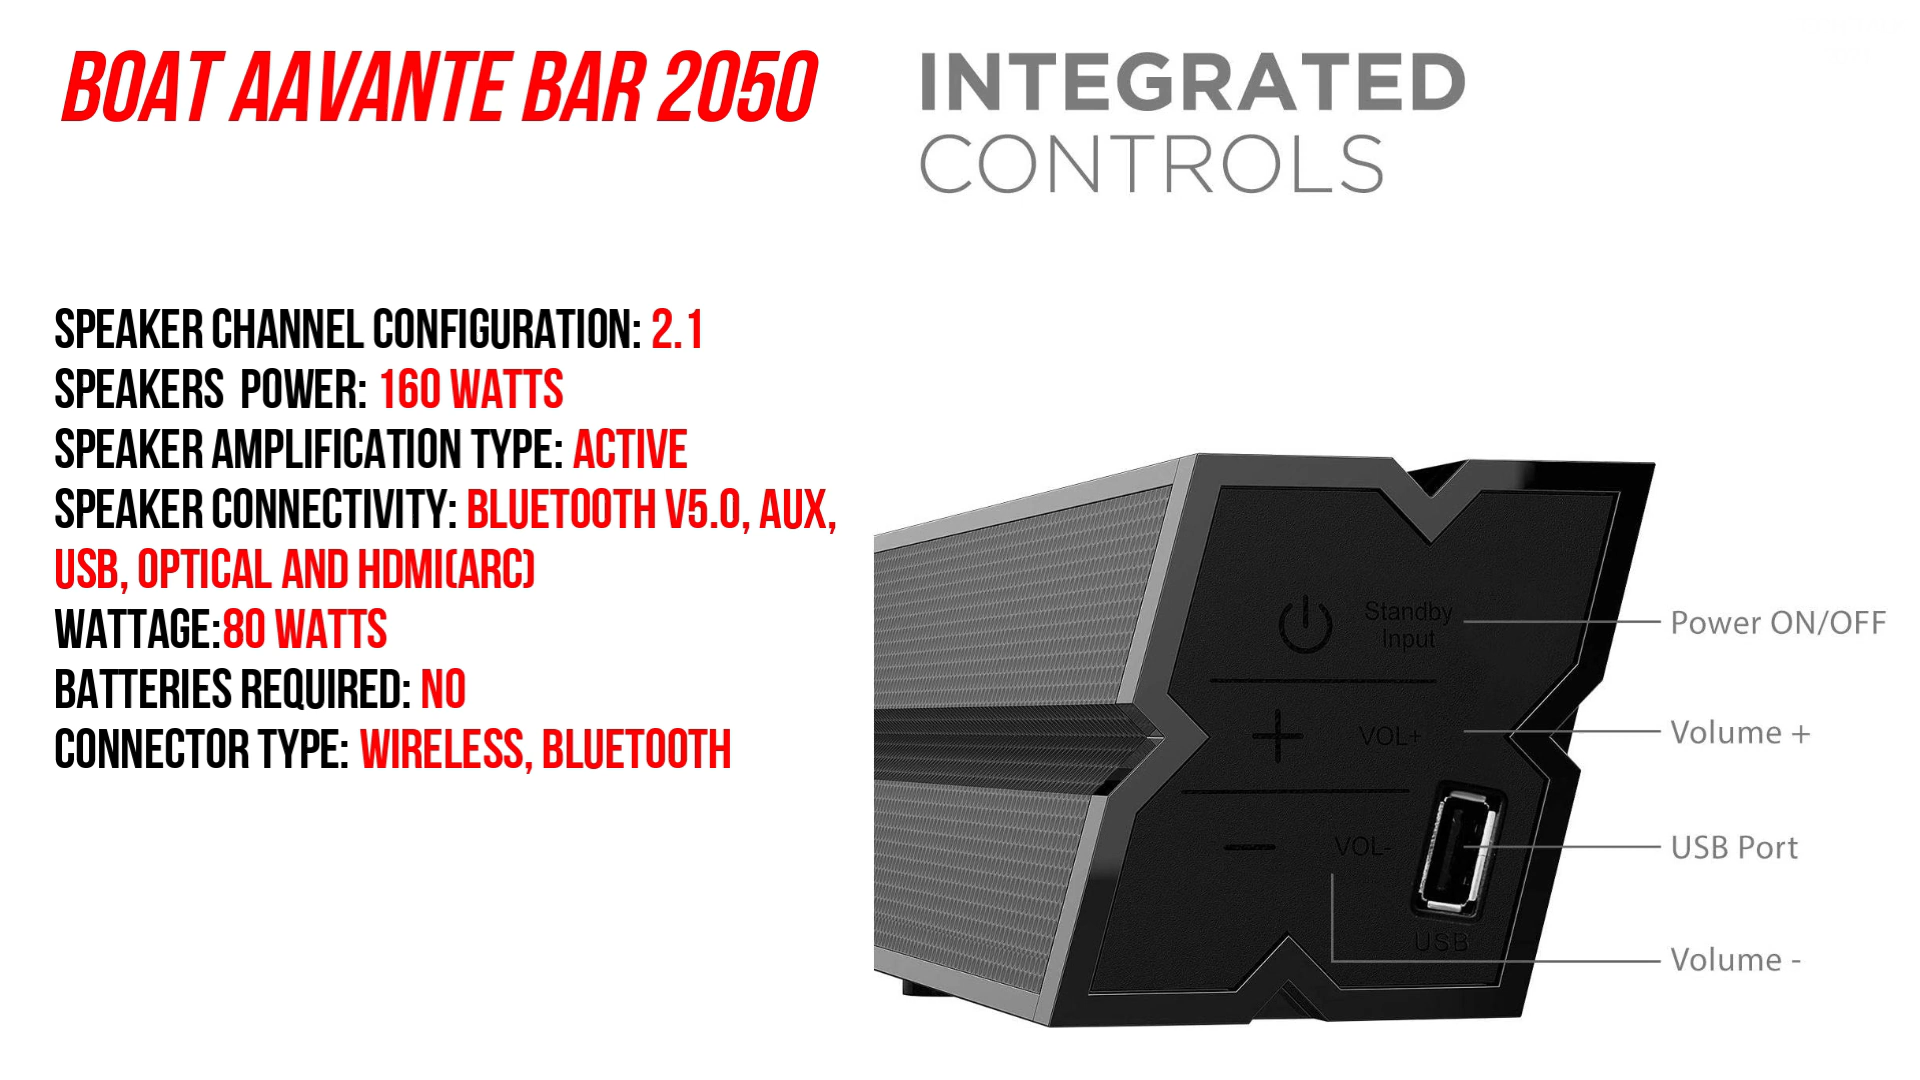 BOAT AAVANTE BAR 2050
INTEGRATED
CONTROLS
SPEAKER CHANNEL CONFIGURATION: 2.1
SPEAKERS POWER: 160 WATTS
SPEAKER AMPLIFICATION TYPE: ACTIVE
SPEAKER CONNECTIVITY: BLUETOOTH V5.0, AUX,
USB, OPTICAL AND HDMI(ARC)
WATTAGE:80 WATTS
BATTERIES REQUIRED: NO
CONNECTOR TYPE: WIRELESS, BLUETOOTH
Standby
Input
Power ON/OFF
VOL+
Volume +
VOL-
USB Port
USB
Volume -